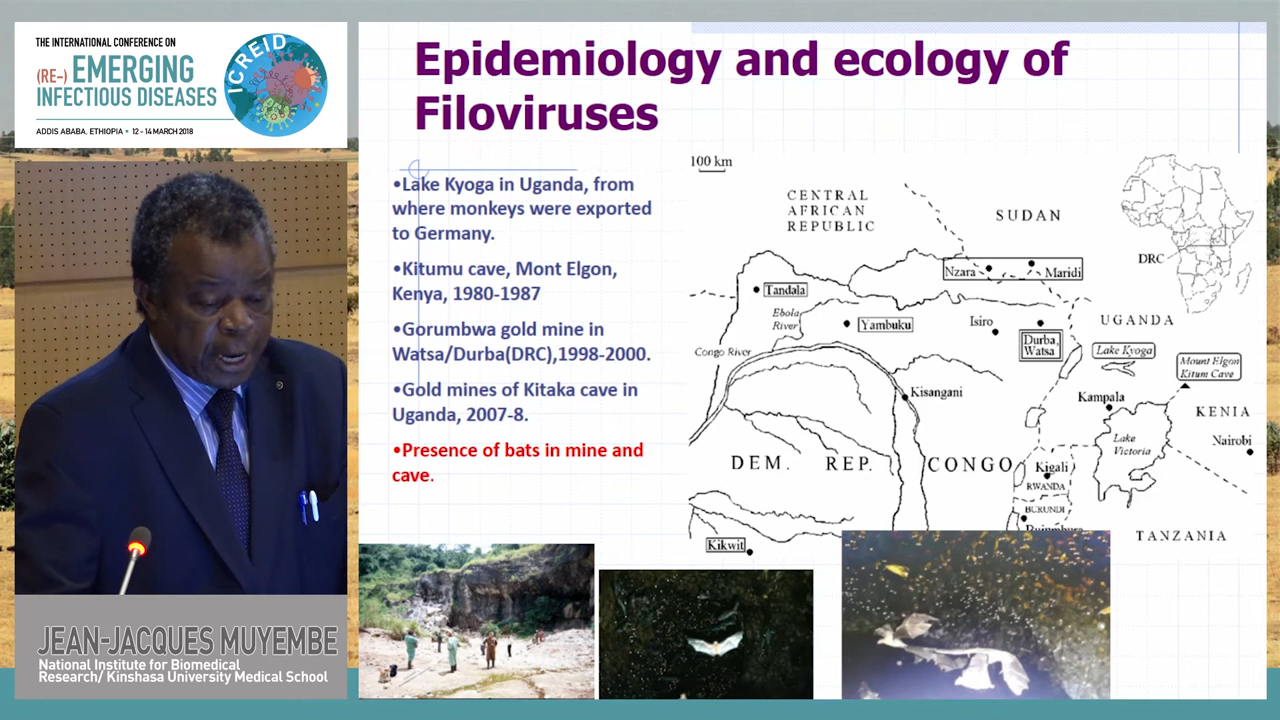 THE INTERNATIONAL CONFERENCE ON
(RE-) EMERGING
INFECTIOUS DISEASES
ADDIS ABABA, ETHIOPIA • 12 - 14 MARCH 2018
ICREID
Epidemiology and ecology of
Filoviruses
•Lake Kyoga in Uganda, from
where monkeys were exported
to Germany.
•Kitumu cave, Mont Elgon,
Kenya, 1980-1987
•Gorumbwa gold mine in
Watsa/Durba(DRC),1998-2000.
•Gold mines of Kitaka cave in
Uganda, 2007-8.
•Presence of bats in mine and
cave.
100 km
CENTRAL
AFRICAN
REPUBLIC
SUDAN
DRC
Nzara
Maridi
Tandala
Ebola
River
Yambuku
Isiro
Durba,
Watsa
UGANDA
Congo River
Lake Kyoga
Mount Elgon
Kitum Cave
Kisangani
Kampala
KENIA
Lake
Victoria
Nairobi
DEM. REP. CONGO
Kigali
RWANDA
BURUNDI
Kikwit
TANZANIA
JEAN-JACQUES MUYEMBE
National Institute for Biomedical
Research/ Kinshasa University Medical School